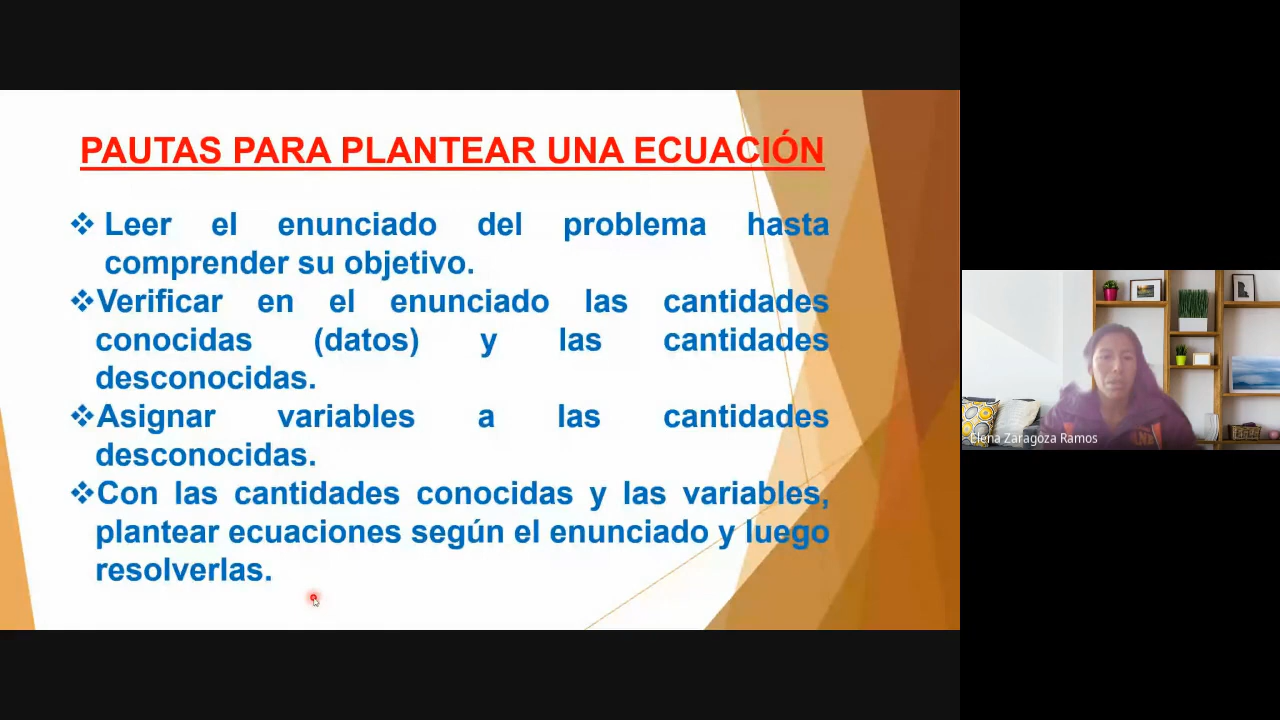 PAUTAS PARA PLANTEAR UNA ECUACIÓN
❖ Leer el enunciado del problema hasta
comprender su objetivo.
❖Verificar en el enunciado las cantidades
conocidas (datos) y las cantidades
desconocidas.
❖Asignar variables a las cantidades
desconocidas.
❖Con las cantidades conocidas y las variables,
plantear ecuaciones según el enunciado y luego
resolverlas.
Elena Zaragoza Ramos